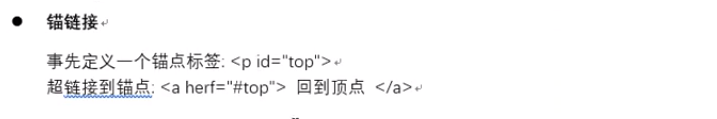 ● 锚链接
事先定义一个锚点标签: <p id="top">
超链接到锚点: <a herf="#top"> 回到顶点 </a>